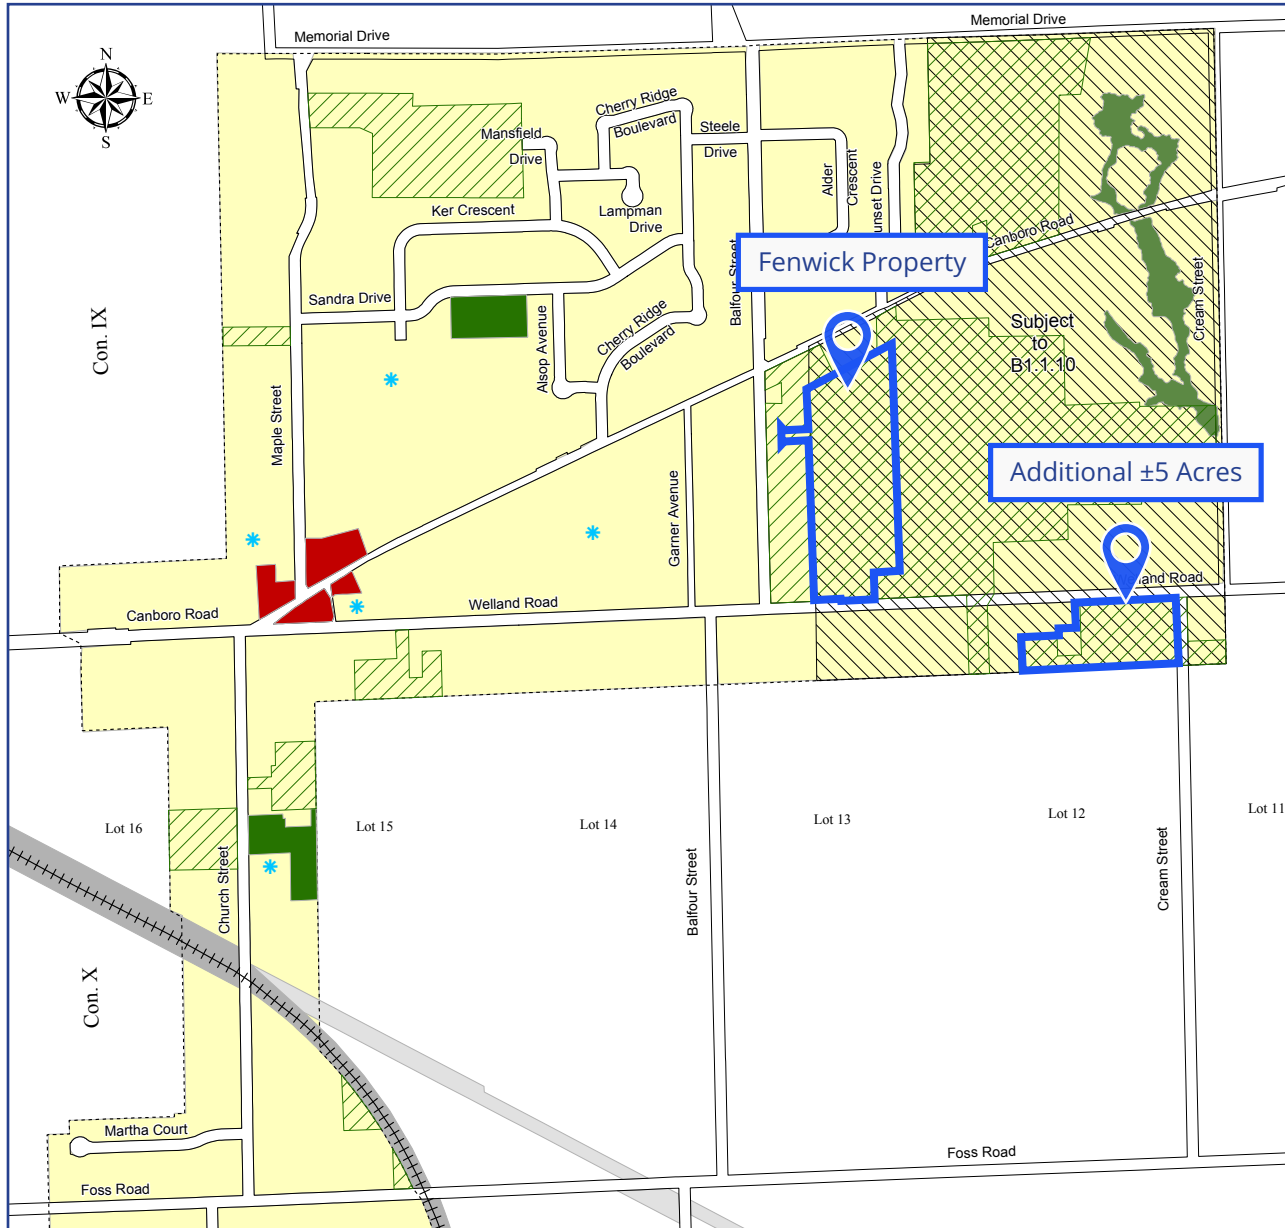 Memorial Drive
Memorial Drive
N
W
E
S
Cherry Ridge
Boulevard
Mansfield
Drive
Steele
Drive
Alder
Crescent
unset Drive
Ker Crescent
Lampman
Drive
Canboro Road
Balfour Street
Fenwick Property
Cream Street
Sandra Drive
Con. IX
Alsop Avenue
Cherry Ridge
Boulevard
Subject
to
B1.1.10
Maple Street
Additional ±5 Acres
Garner Avenue
Welland Road
Canboro Road
elland Road
Lot 16
Lot 15
Lot 14
Lot 13
Lot 12
Lot 11
Church Street
Balfour Street
Cream Street
Con. X
Martha Court
Foss Road
Foss Road